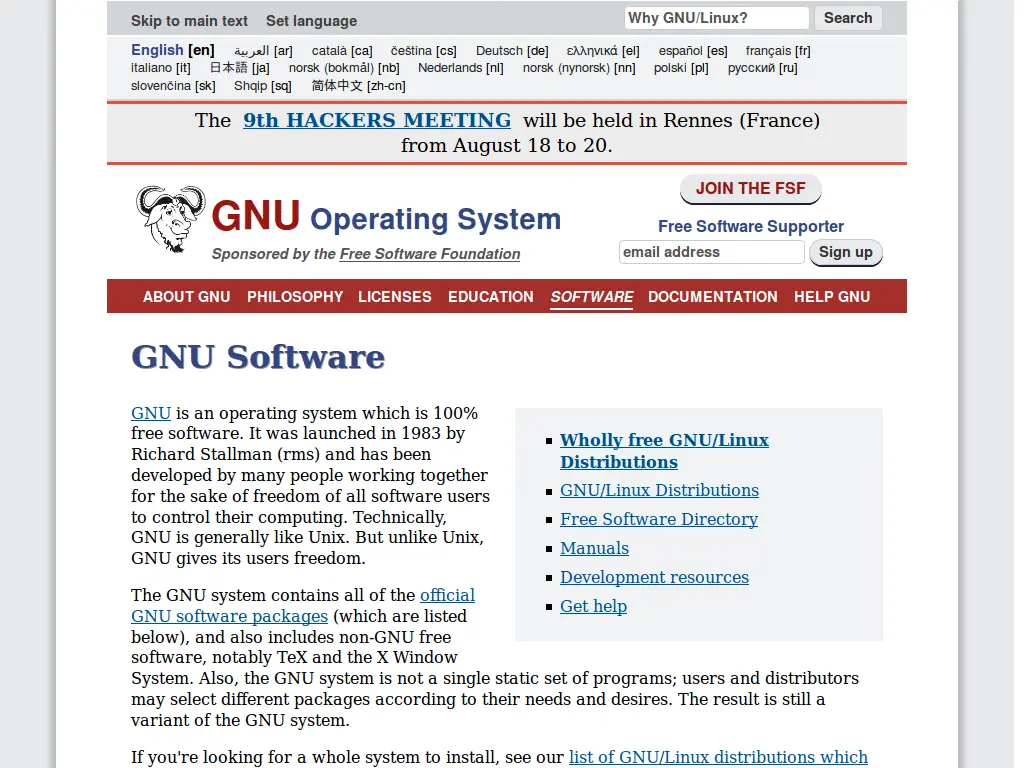 Skip to main text Set language Why GNU/Linux? Search
English [en] العربية [ar] català [ca] čeština [cs] Deutsch [de] ελληνικά [el] español [es] français [fr]
italiano [it] 日本語 [ja] norsk (bokmål) [nb] Nederlands [nl] norsk (nynorsk) [nn] polski [pl] русский [ru]
slovenčina [sk] Shqip [sq] 简体中文 [zh-cn]
The 9th HACKERS MEETING will be held in Rennes (France)
from August 18 to 20.
JOIN THE FSF
GNU Operating System
Free Software Supporter
Sponsored by the Free Software Foundation
email address Sign up
ABOUT GNU PHILOSOPHY LICENSES EDUCATION SOFTWARE DOCUMENTATION HELP GNU
GNU Software
GNU is an operating system which is 100%
free software. It was launched in 1983 by
Richard Stallman (rms) and has been
developed by many people working together
for the sake of freedom of all software users
to control their computing. Technically,
GNU is generally like Unix. But unlike Unix,
GNU gives its users freedom.
Wholly free GNU/Linux
Distributions
GNU/Linux Distributions
Free Software Directory
Manuals
Development resources
Get help
The GNU system contains all of the official
GNU software packages (which are listed
below), and also includes non-GNU free
software, notably TeX and the X Window
System. Also, the GNU system is not a single static set of programs; users and distributors
may select different packages according to their needs and desires. The result is still a
variant of the GNU system.
If you're looking for a whole system to install, see our list of GNU/Linux distributions which